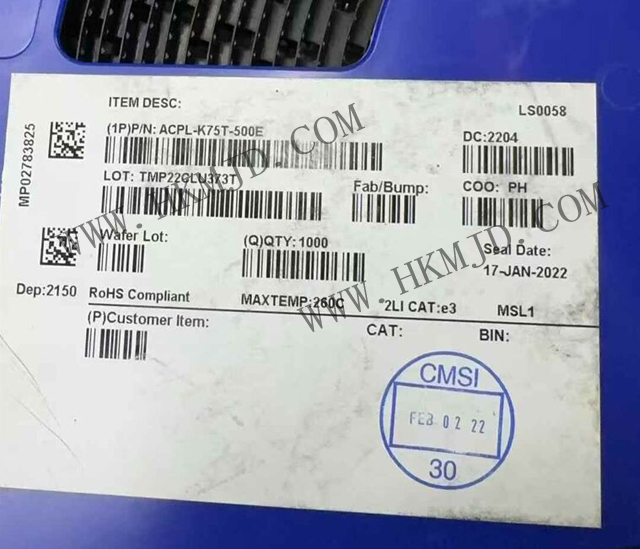 ITEM DESC:
LS0058
(1P)P/N: ACPL-K75T-500E
DC:2204
LOT: TMP22CLU373T
Fab/Bump:
COO: PH
Wafer Lot:
(Q)QTY:1000
Seal Date:
17-JAN-2022
MP02783825
Dep:2150
RoHS Compliant
MAXTEMP:260C
2LI CAT:e3
MSL1
(P)Customer Item:
CAT:
BIN:
CMSI
FEB 02 22
30
WWW.HKMJD.COM
WWW.HKMJD.COM